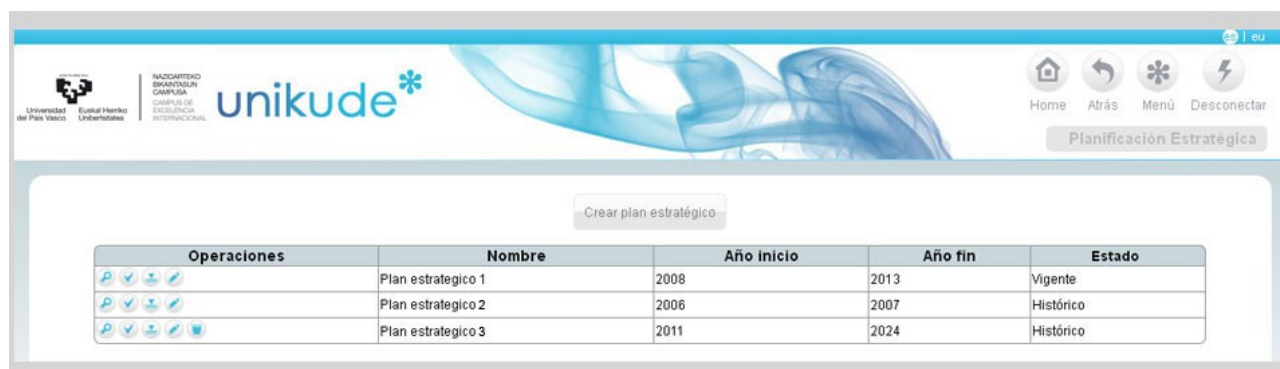 es | eu
Universidad del País Vasco
Euskal Herriko Unibertsitatea
NAZIOARTEKO
BIKAINTASUN
CAMPUSA
CAMPUS DE
EXCELENCIA
INTERNACIONAL
unikude*
Home Atrás Menú Desconectar
Planificación Estratégica
Crear plan estratégico
Operaciones Nombre Año inicio Año fin Estado
Plan estrategico 1 2008 2013 Vigente
Plan estrategico 2 2006 2007 Histórico
Plan estrategico 3 2011 2024 Histórico